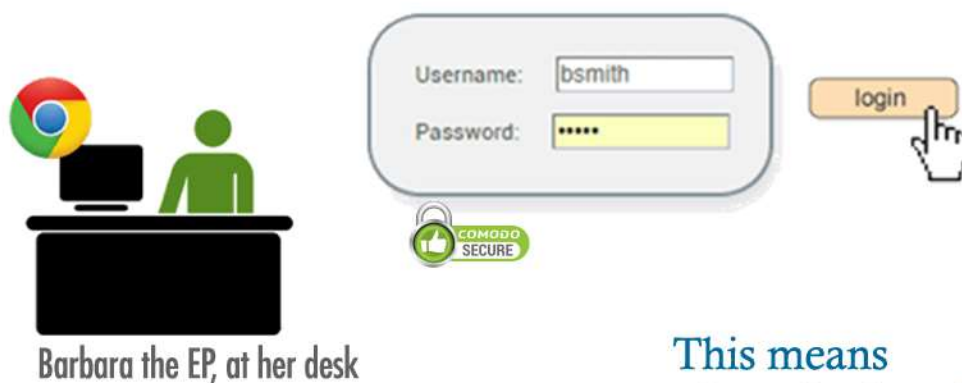 Username: bsmith
Password: •••••
login
COMODO
SECURE
Barbara the EP, at her desk
This means